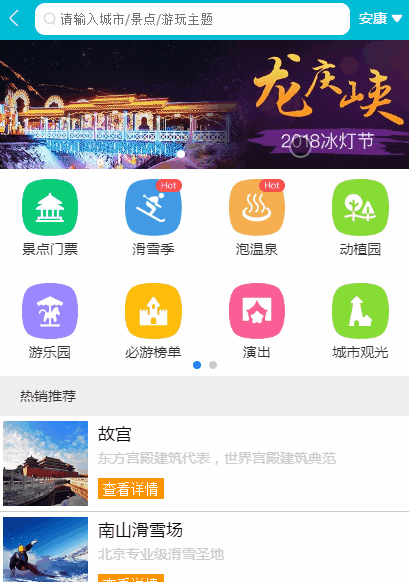 请输入城市/景点/游玩主题
安康
龙庆峡
2018冰灯节
Hot
Hot
景点门票
滑雪季
泡温泉
动植园
游乐园
必游榜单
演出
城市观光
热销推荐
故宫
东方宫殿建筑代表，世界宫殿建筑典范
查看详情
南山滑雪场
北京专业级滑雪圣地
查看详情